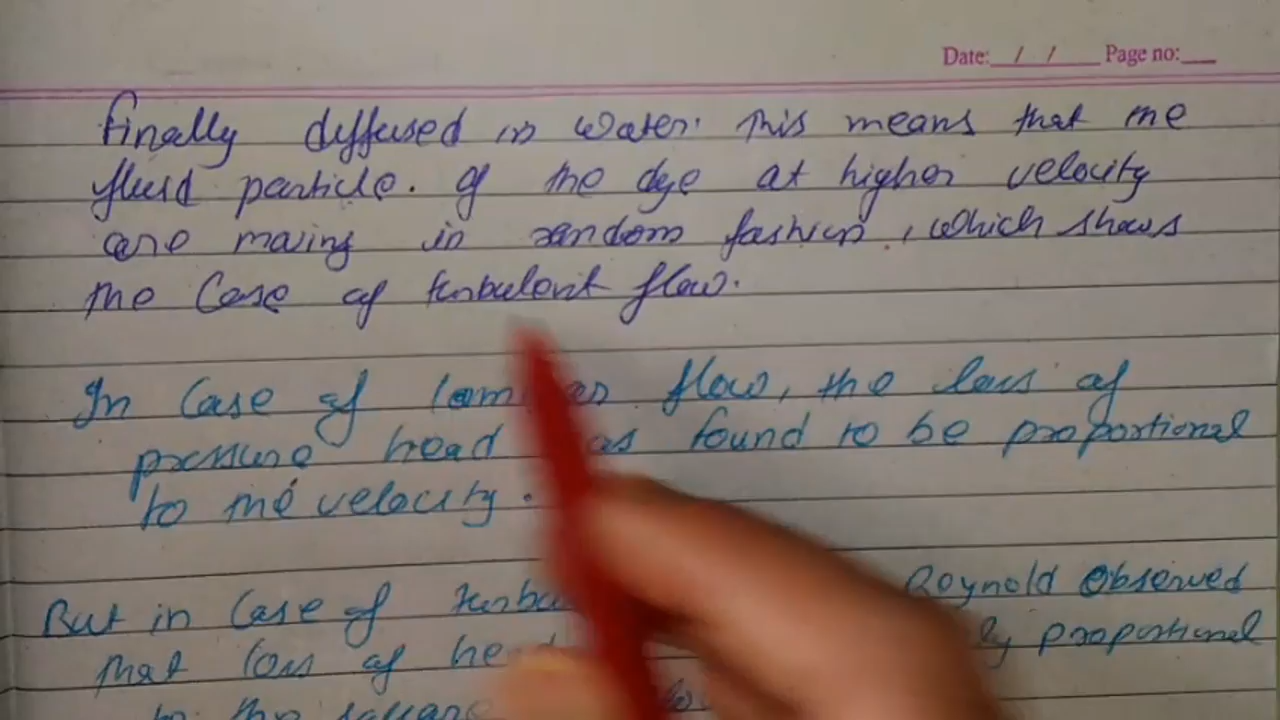 Date: / / Page no:
Finally diffused in water. This means that the
fluid particle. of the dye at higher velocity
are moving in random fashion, which shows
the case of turbulent flow.
In case of flow, the loss of
pressure head found to be proportional
to the velocity.
But in case of Reynold Observed
that loss of proportional
to the square